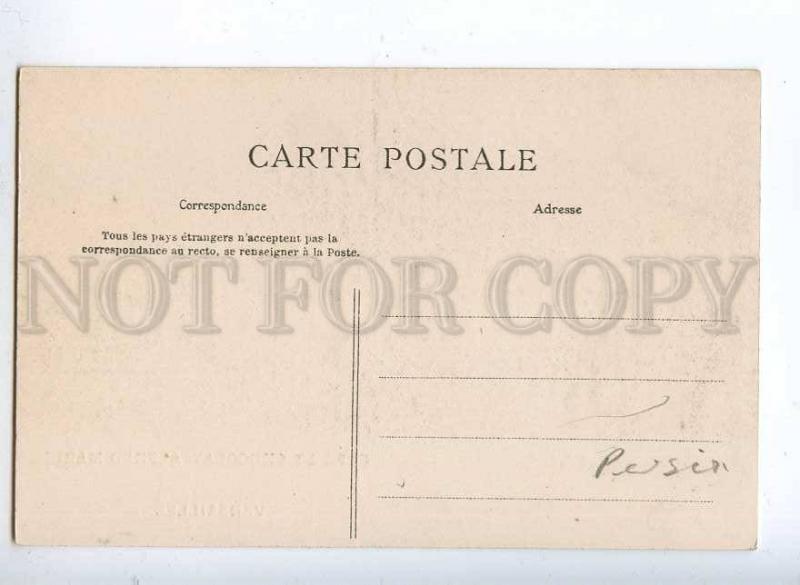 CARTE POSTALE
Correspondance
Adresse
Tous les pays étrangers n'acceptent pas la
correspondance au recto, se renseigner à la Poste.
NOT FOR COPY
Persia